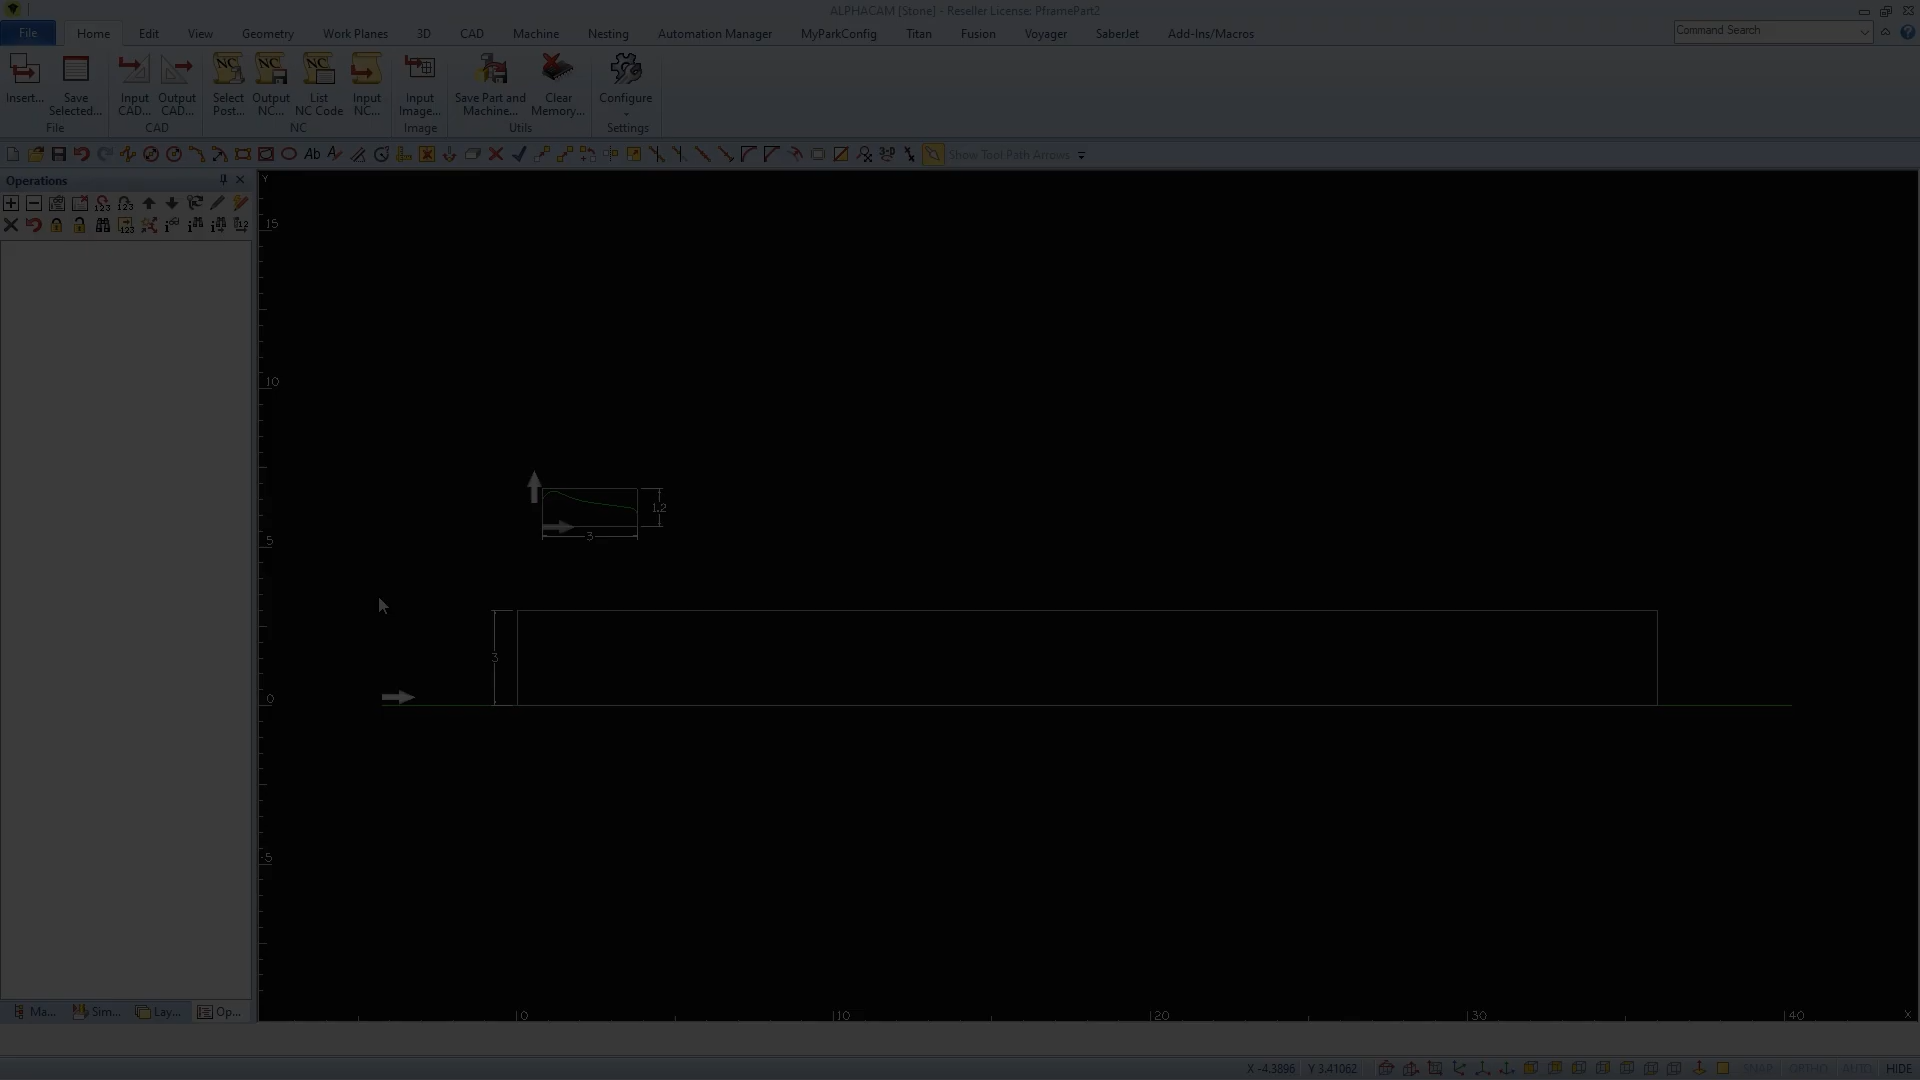 ALPHACAM [Stone] - Reseller License: PframePart2
File Home Edit View Geometry Work Planes 3D CAD Machine Nesting Automation Manager MyParkConfig Titan Fusion Voyager SaberJet Add-Ins/Macros
Command Search
Insert... Save Selected... Input CAD... Output CAD... Select Post... Output NC... List NC Code Input NC... Input Image... Save Part and Machine... Clear Memory... Configure
File CAD NC Image Utils Settings
Show Tool:Path Arrows
Operations
Y
15
10
5
0
-5
1.2
3
3
0 10 20 30 40 X
Ma... Sim... Lay... Op...
X -4.3896 Y 3.41062 SNAP ORTHO AUTO HIDE